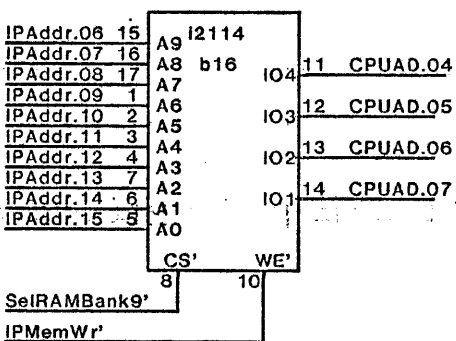 i2114
b16
IPAddr.06 15 A9
IPAddr.07 16 A8
IPAddr.08 17 A7
IPAddr.09 1 A6
IPAddr.10 2 A5
IPAddr.11 3 A4
IPAddr.12 4 A3
IPAddr.13 7 A2
IPAddr.14 6 A1
IPAddr.15 5 A0
IO4 11 CPUAD.04
IO3 12 CPUAD.05
IO2 13 CPUAD.06
IO1 14 CPUAD.07
CS' WE'
8 10
SelRAMBank9'
IPMemWr'